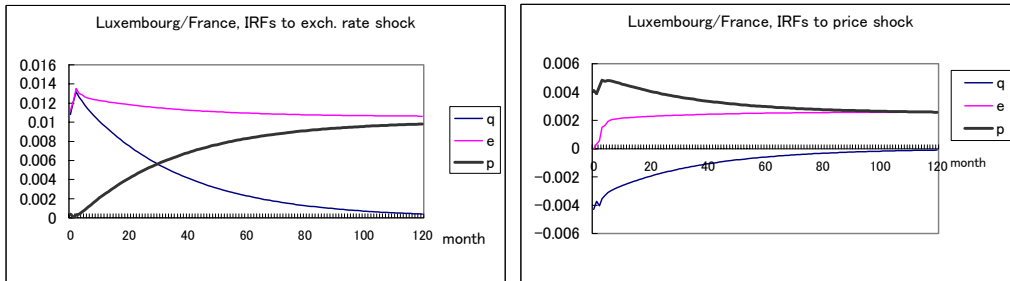 Luxembourg/France, IRFs to exch. rate shock
0.016
0.014
0.012
0.01
0.008
0.006
0.004
0.002
0
0 20 40 60 80 100 120
month
q
e
p
Luxembourg/France, IRFs to price shock
0.006
0.004
0.002
0
-0.002
-0.004
-0.006
0 20 40 60 80 100 120
month
q
e
p